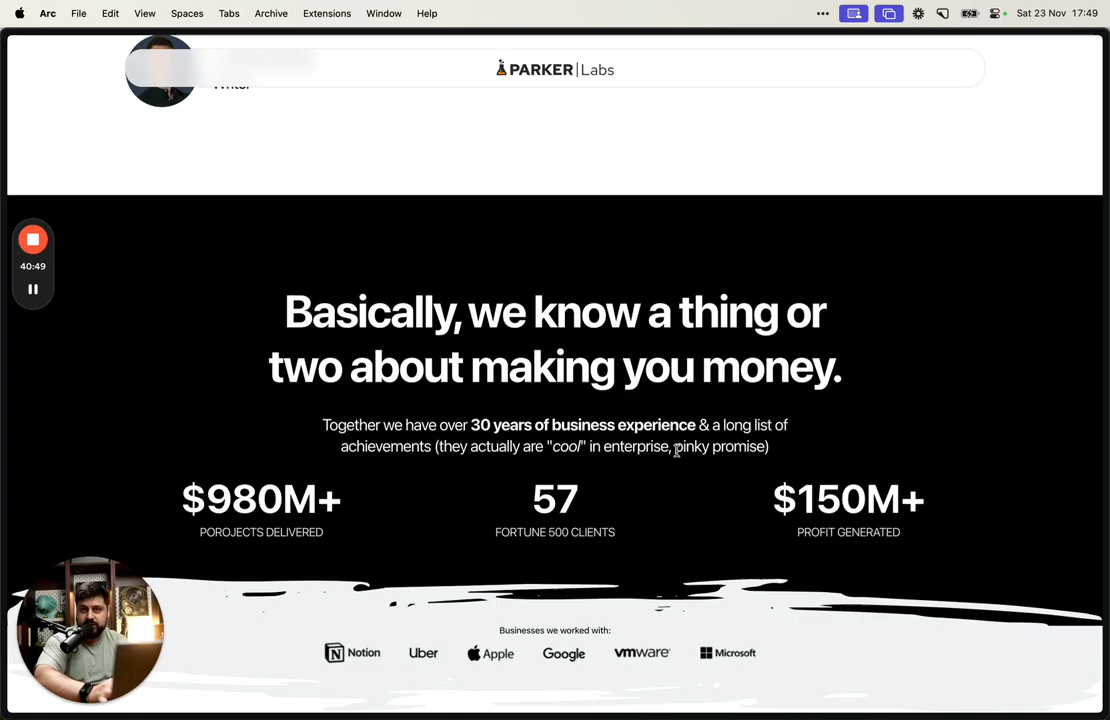 Arc File Edit View Spaces Tabs Archive Extensions Window Help Sat 23 Nov 17:49
PARKER|Labs
Writer
40:49
Basically, we know a thing or
two about making you money.
Together we have over 30 years of business experience & a long list of
achievements (they actually are "cool" in enterprise, pinky promise)
$980M+ 57 $150M+
POROJECTS DELIVERED FORTUNE 500 CLIENTS PROFIT GENERATED
Businesses we worked with:
Notion Uber Apple Google vmware Microsoft